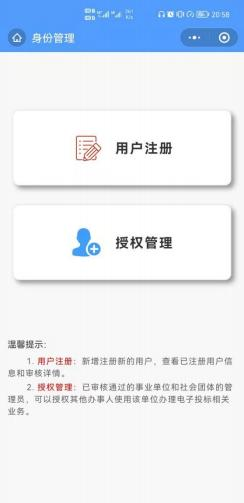 20:58
身份管理
用户注册
授权管理
温馨提示:
1. 用户注册: 新增注册新的用户，查看已注册用户信
息和审核详情。
2. 授权管理: 已审核通过的事业单位和社会团体的管
理员，可以授权其他办事人使用该单位办理电子投标相
关业务。